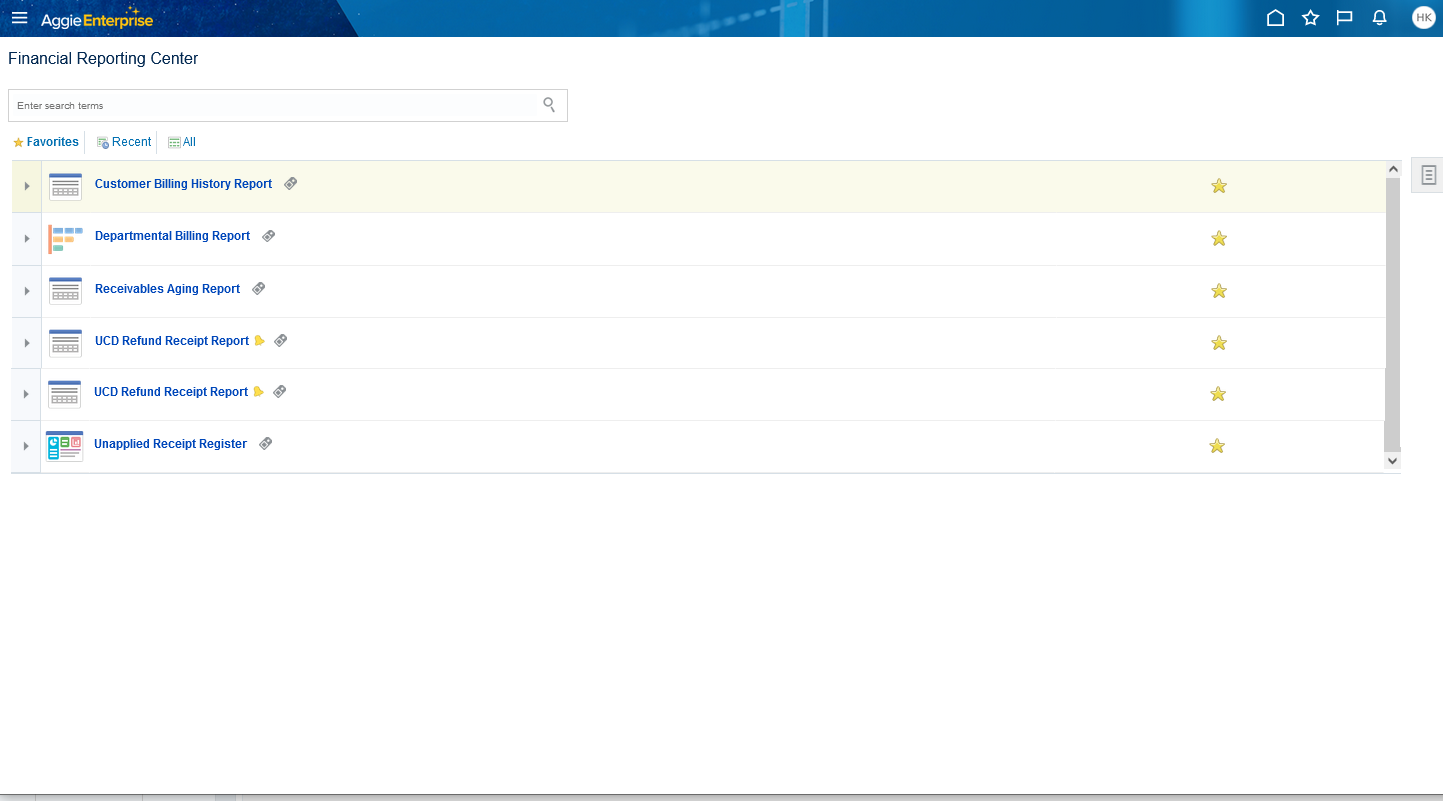 AggieEnterprise
HK
Financial Reporting Center
Enter search terms
Favorites Recent All
Customer Billing History Report
Departmental Billing Report
Receivables Aging Report
UCD Refund Receipt Report
UCD Refund Receipt Report
Unapplied Receipt Register